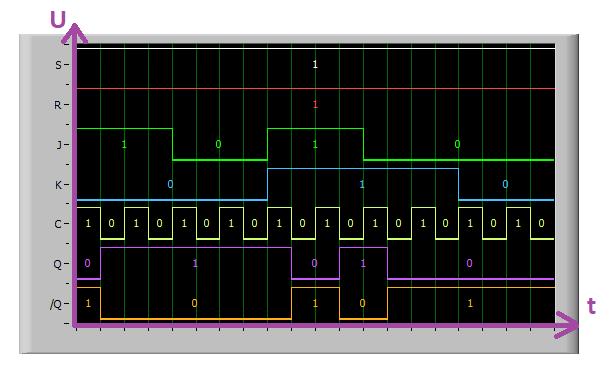 U
S 1
R 1
J 1 0 1 0
K 0 1 0
C 1 0 1 0 1 0 1 0 1 0 1 0 1 0 1 0 1 0 1 0
Q 0 1 0 1 0
/Q 1 0 1 0 1
t